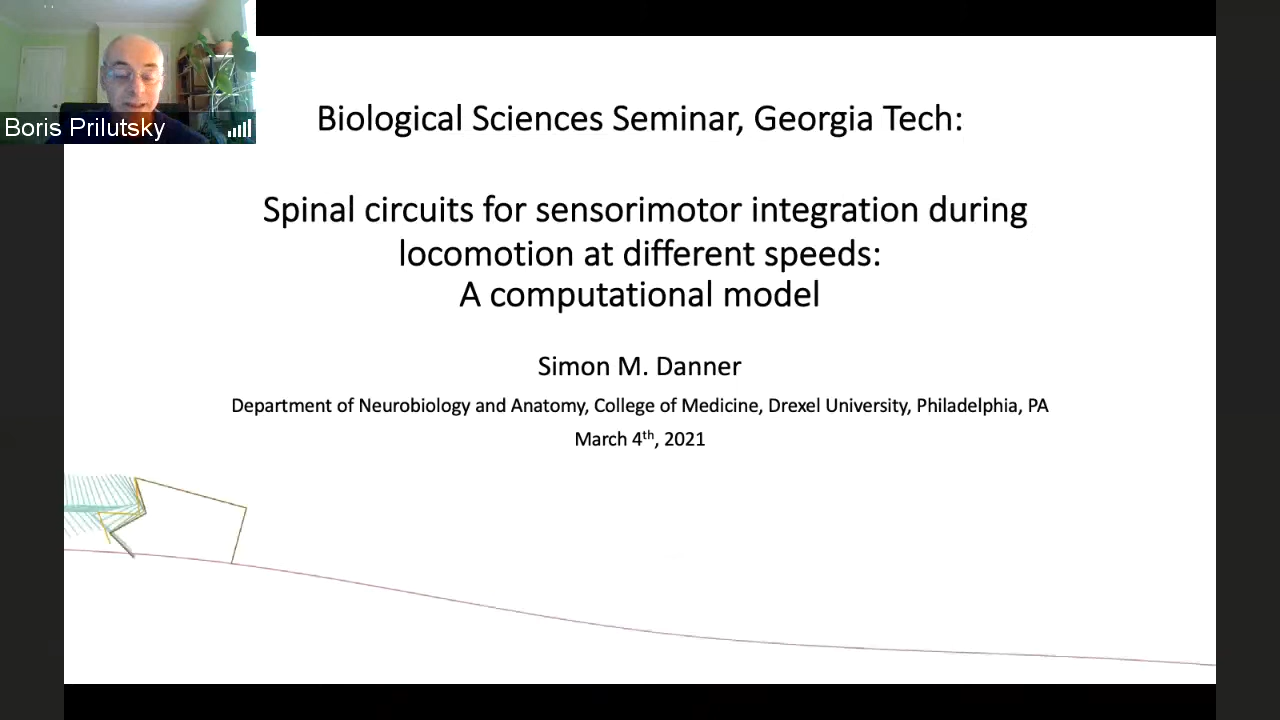 Boris Prilutsky
Biological Sciences Seminar, Georgia Tech:
Spinal circuits for sensorimotor integration during
locomotion at different speeds:
A computational model
Simon M. Danner
Department of Neurobiology and Anatomy, College of Medicine, Drexel University, Philadelphia, PA
March 4th, 2021